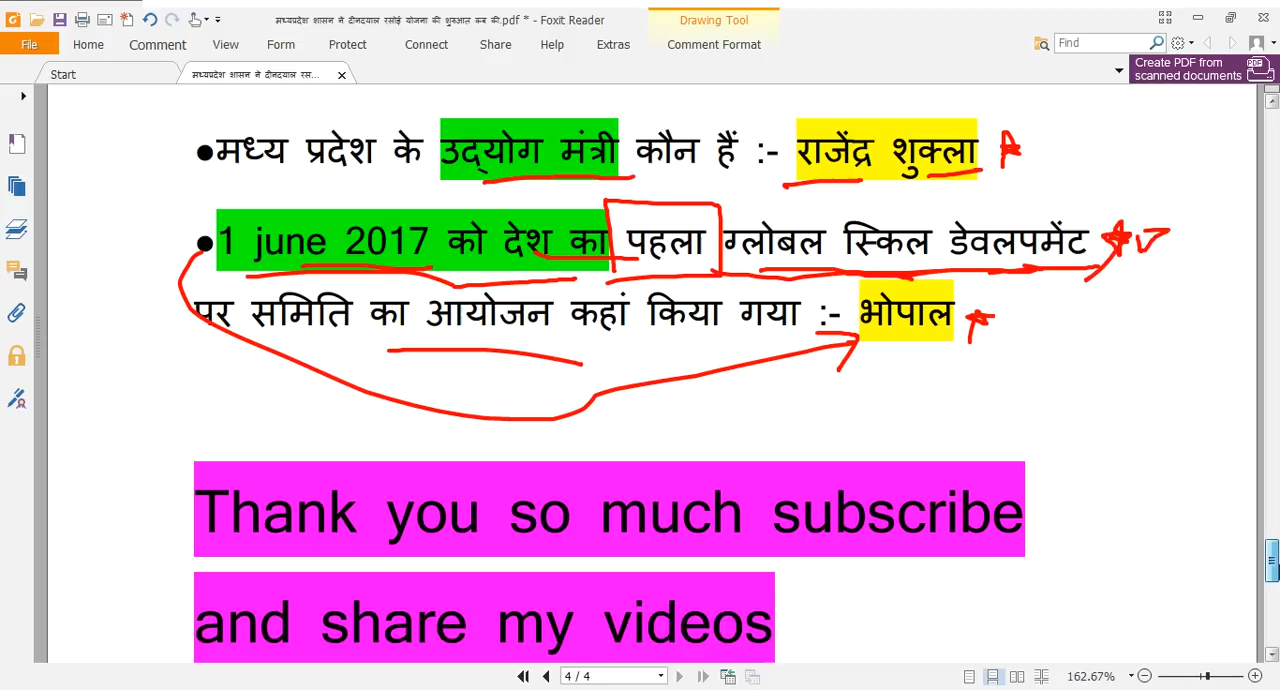 मध्यप्रदेश शासन ने दीनदयाल रसोई योजना की शुरुआत कब की.pdf * - Foxit Reader
Drawing Tool
File Home Comment View Form Protect Connect Share Help Extras Comment Format
Find
Start
मध्यप्रदेश शासन ने दीनदयाल रस...
Create PDF from
scanned documents
●मध्य प्रदेश के उद्योग मंत्री कौन हैं :- राजेंद्र शुक्ला
●1 june 2017 को देश का पहला ग्लोबल स्किल डेवलपमेंट
पर समिति का आयोजन कहां किया गया :- भोपाल
Thank you so much subscribe
and share my videos
4 / 4
162.67%